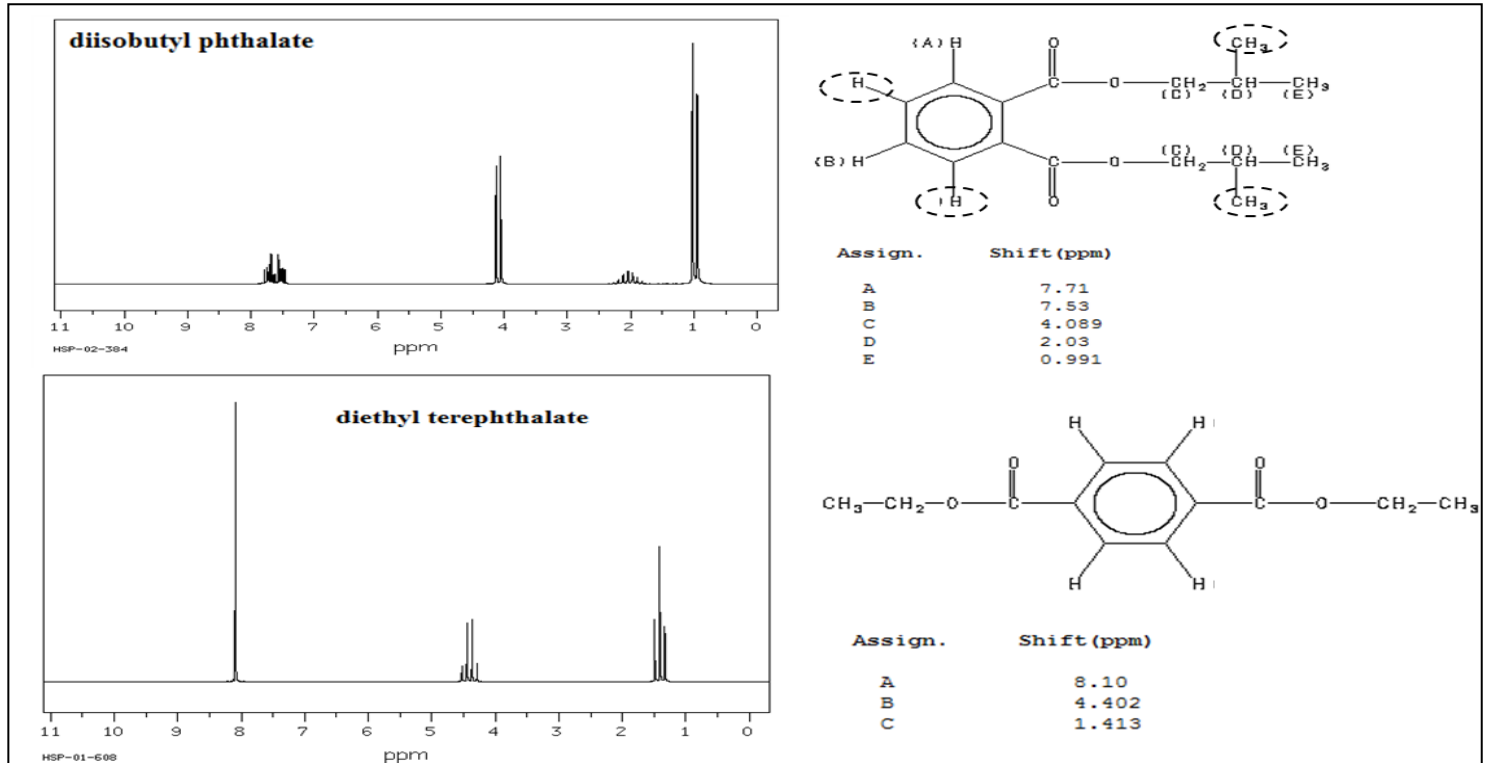 diisobutyl phthalate
11 10 9 8 7 6 5 4 3 2 1 0
HSP-02-384
ppm
(A) H O CH₃
H C O CH₂ CH CH₃
(C) (D) (E)
(C) (D) (E)
(B) H C O CH₂ CH CH₃
H O CH₃
Assign. Shift(ppm)
A 7.71
B 7.53
C 4.089
D 2.03
E 0.991
diethyl terephthalate
11 10 9 8 7 6 5 4 3 2 1 0
HSP-01-608
ppm
H H
O O
CH₃—CH₂—O—C C—O—CH₂—CH₃
H H
Assign. Shift(ppm)
A 8.10
B 4.402
C 1.413